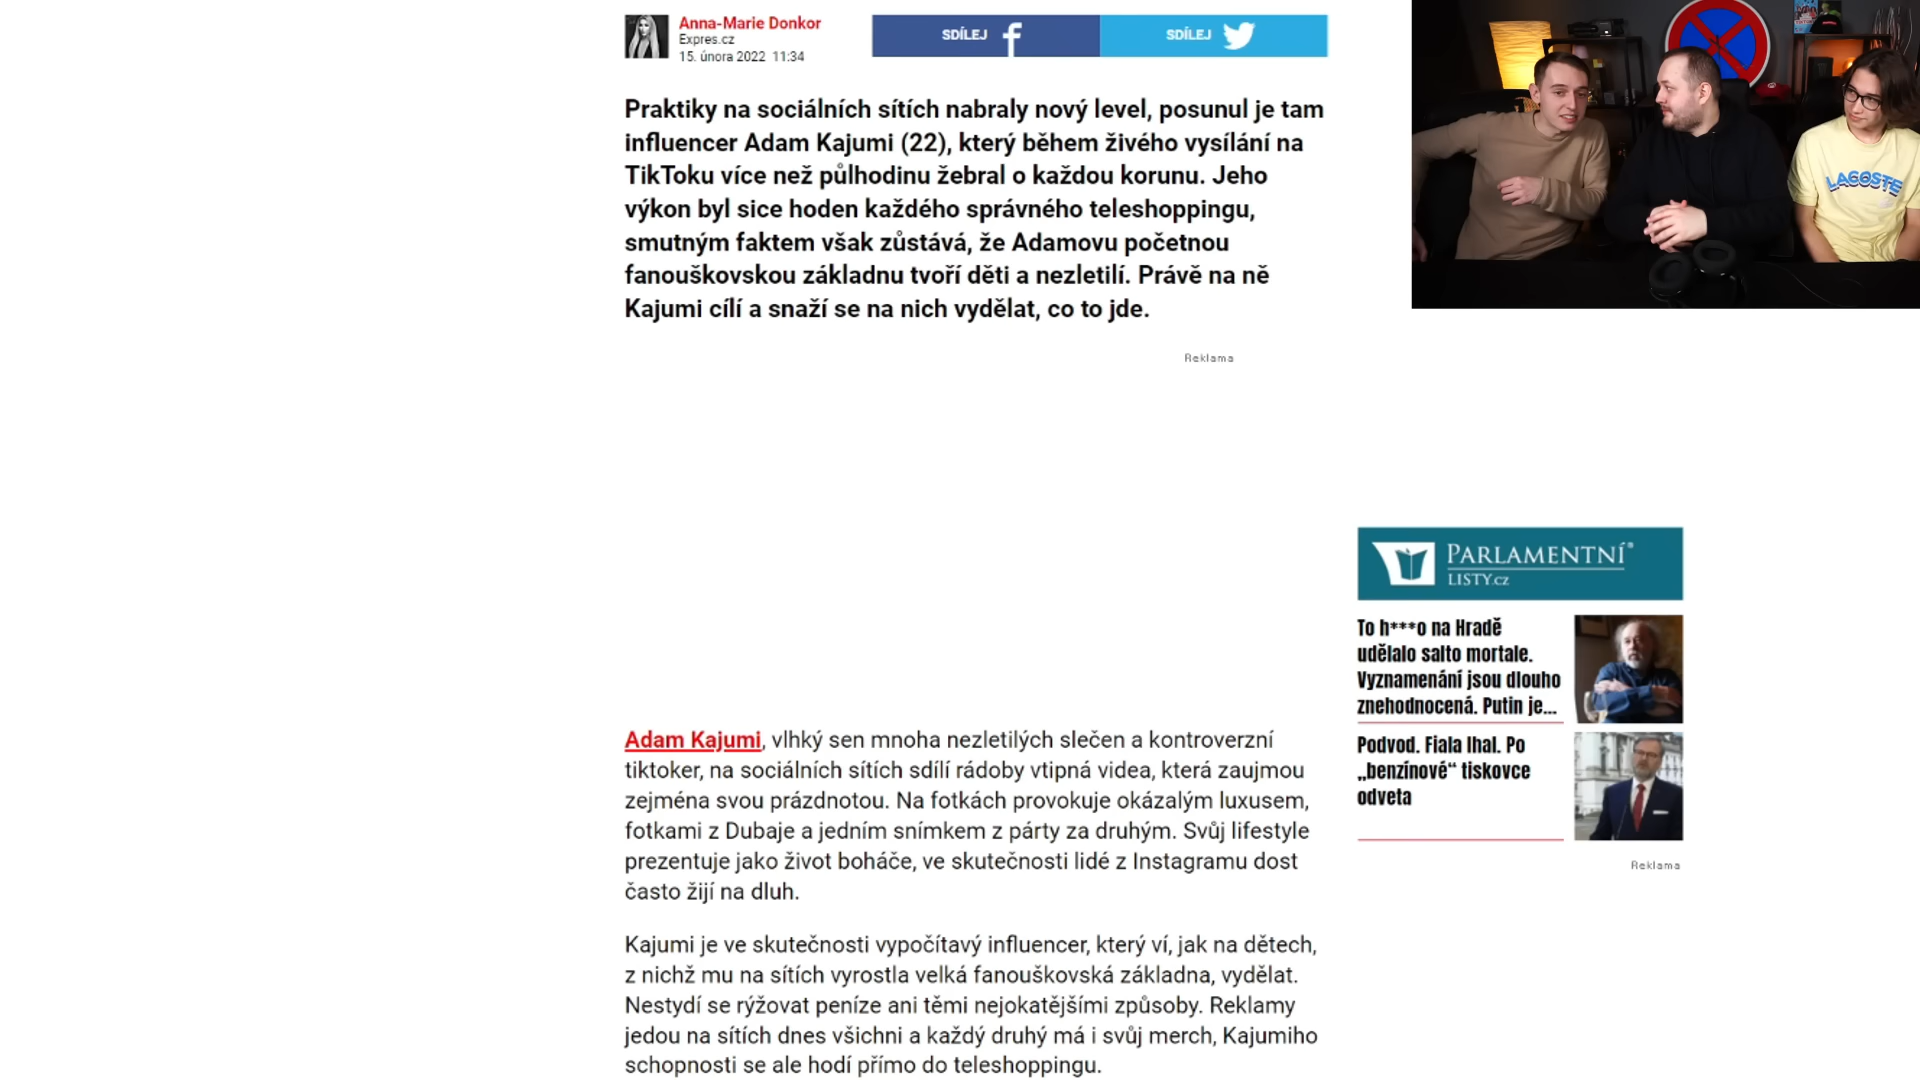 Anna-Marie Donkor
Expres.cz
15. února 2022 11:34
SDÍLEJ
SDÍLEJ
Praktiky na sociálních sítích nabraly nový level, posunul je tam
influencer Adam Kajumi (22), který během živého vysílání na
TikToku více než půlhodinu žebral o každou korunu. Jeho
výkon byl sice hoden každého správného teleshoppingu,
smutným faktem však zůstává, že Adamovu početnou
fanouškovskou základnu tvoří děti a nezletilí. Právě na ně
Kajumi cílí a snaží se na nich vydělat, co to jde.
Reklama
LACOSTE
PARLAMENTNÍ
LISTY.cz
To h***o na Hradě
udělalo salto mortale.
Vyznamenání jsou dlouho
znehodnocená. Putin je...
Podvod. Fiala lhal. Po
„benzínové“ tiskovce
odveta
Reklama
Adam Kajumi, vlhký sen mnoha nezletilých slečen a kontroverzní
tiktoker, na sociálních sítích sdílí rádoby vtipná videa, která zaujmou
zejména svou prázdnotou. Na fotkách provokuje okázalým luxusem,
fotkami z Dubaje a jedním snímkem z párty za druhým. Svůj lifestyle
prezentuje jako život boháče, ve skutečnosti lidé z Instagramu dost
často žijí na dluh.
Kajumi je ve skutečnosti vypočítavý influencer, který ví, jak na dětech,
z nichž mu na sítích vyrostla velká fanouškovská základna, vydělat.
Nestydí se rýžovat peníze ani těmi nejokatějšími způsoby. Reklamy
jedou na sítích dnes všichni a každý druhý má i svůj merch, Kajumiho
schopnosti se ale hodí přímo do teleshoppingu.